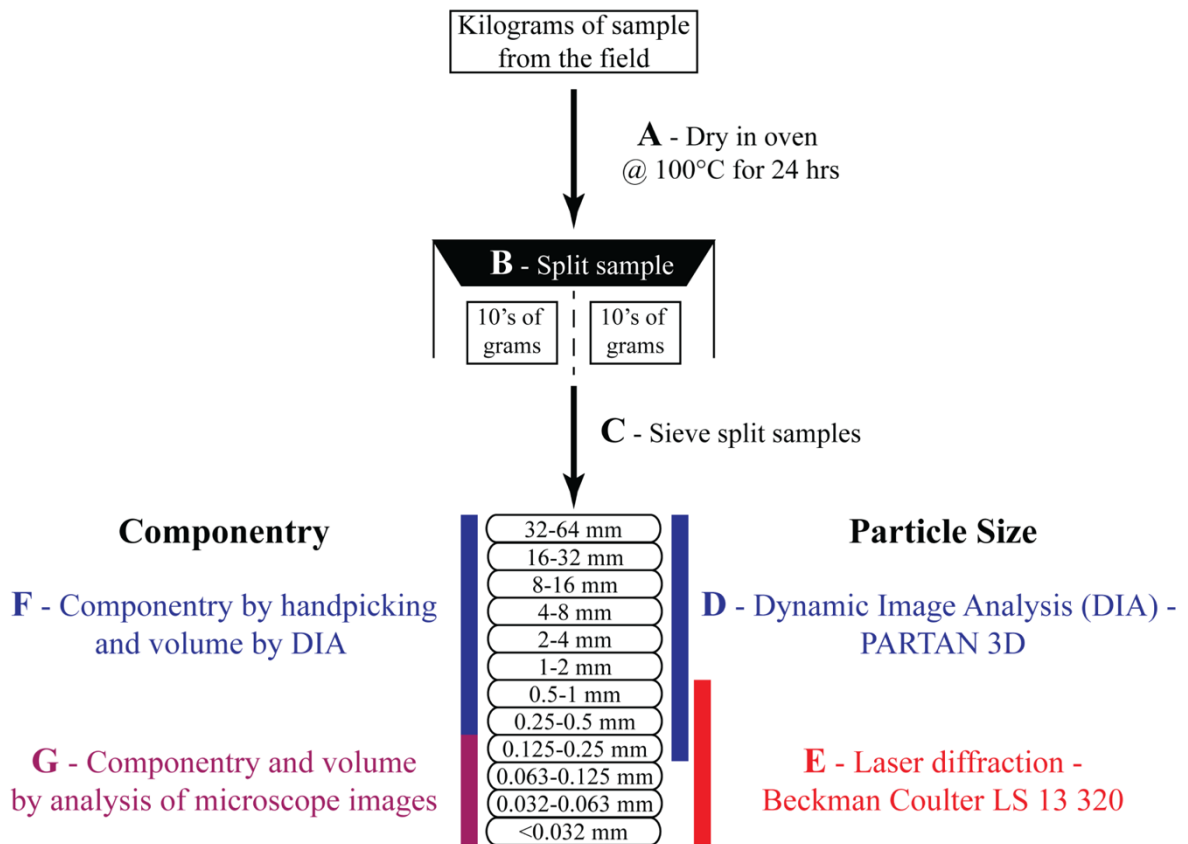 Kilograms of sample
from the field
A - Dry in oven
@ 100°C for 24 hrs
B - Split sample
10's of
grams
10's of
grams
C - Sieve split samples
Componentry
F - Componentry by handpicking
and volume by DIA
G - Componentry and volume
by analysis of microscope images
32-64 mm
16-32 mm
8-16 mm
4-8 mm
2-4 mm
1-2 mm
0.5-1 mm
0.25-0.5 mm
0.125-0.25 mm
0.063-0.125 mm
0.032-0.063 mm
<0.032 mm
Particle Size
D - Dynamic Image Analysis (DIA) -
PARTAN 3D
E - Laser diffraction -
Beckman Coulter LS 13 320